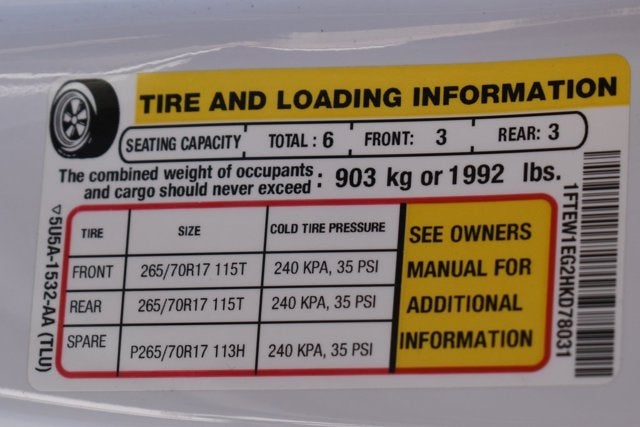 TIRE AND LOADING INFORMATION
SEATING CAPACITY TOTAL : 6 FRONT: 3 REAR: 3
The combined weight of occupants
and cargo should never exceed : 903 kg or 1992 lbs.
TIRE SIZE COLD TIRE PRESSURE
FRONT 265/70R17 115T 240 KPA, 35 PSI
REAR 265/70R17 115T 240 KPA, 35 PSI
SPARE P265/70R17 113H 240 KPA, 35 PSI
SEE OWNERS
MANUAL FOR
ADDITIONAL
INFORMATION
5U5A-1532-AA (TLU)
1FTEW1EG2HKD78031